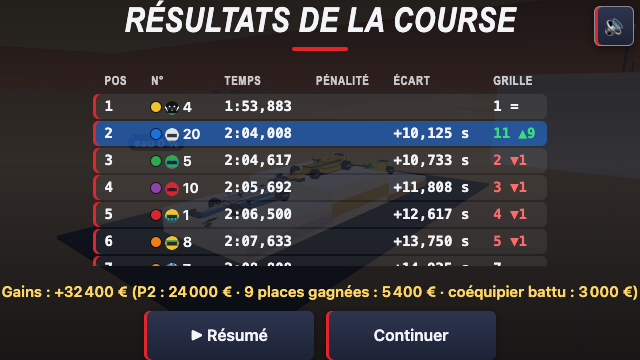 RÉSULTATS DE LA COURSE
POS N° TEMPS PÉNALITÉ ÉCART GRILLE
1 4 1:53,883 1 =
2 20 2:04,008 +10,125 s 11 ▲9
3 5 2:04,617 +10,733 s 2 ▼1
4 10 2:05,692 +11,808 s 3 ▼1
5 1 2:06,500 +12,617 s 4 ▼1
6 8 2:07,633 +13,750 s 5 ▼1
Gains : +32 400 € (P2 : 24 000 € · 9 places gagnées : 5 400 € · coéquipier battu : 3 000 €)
▶ Résumé Continuer